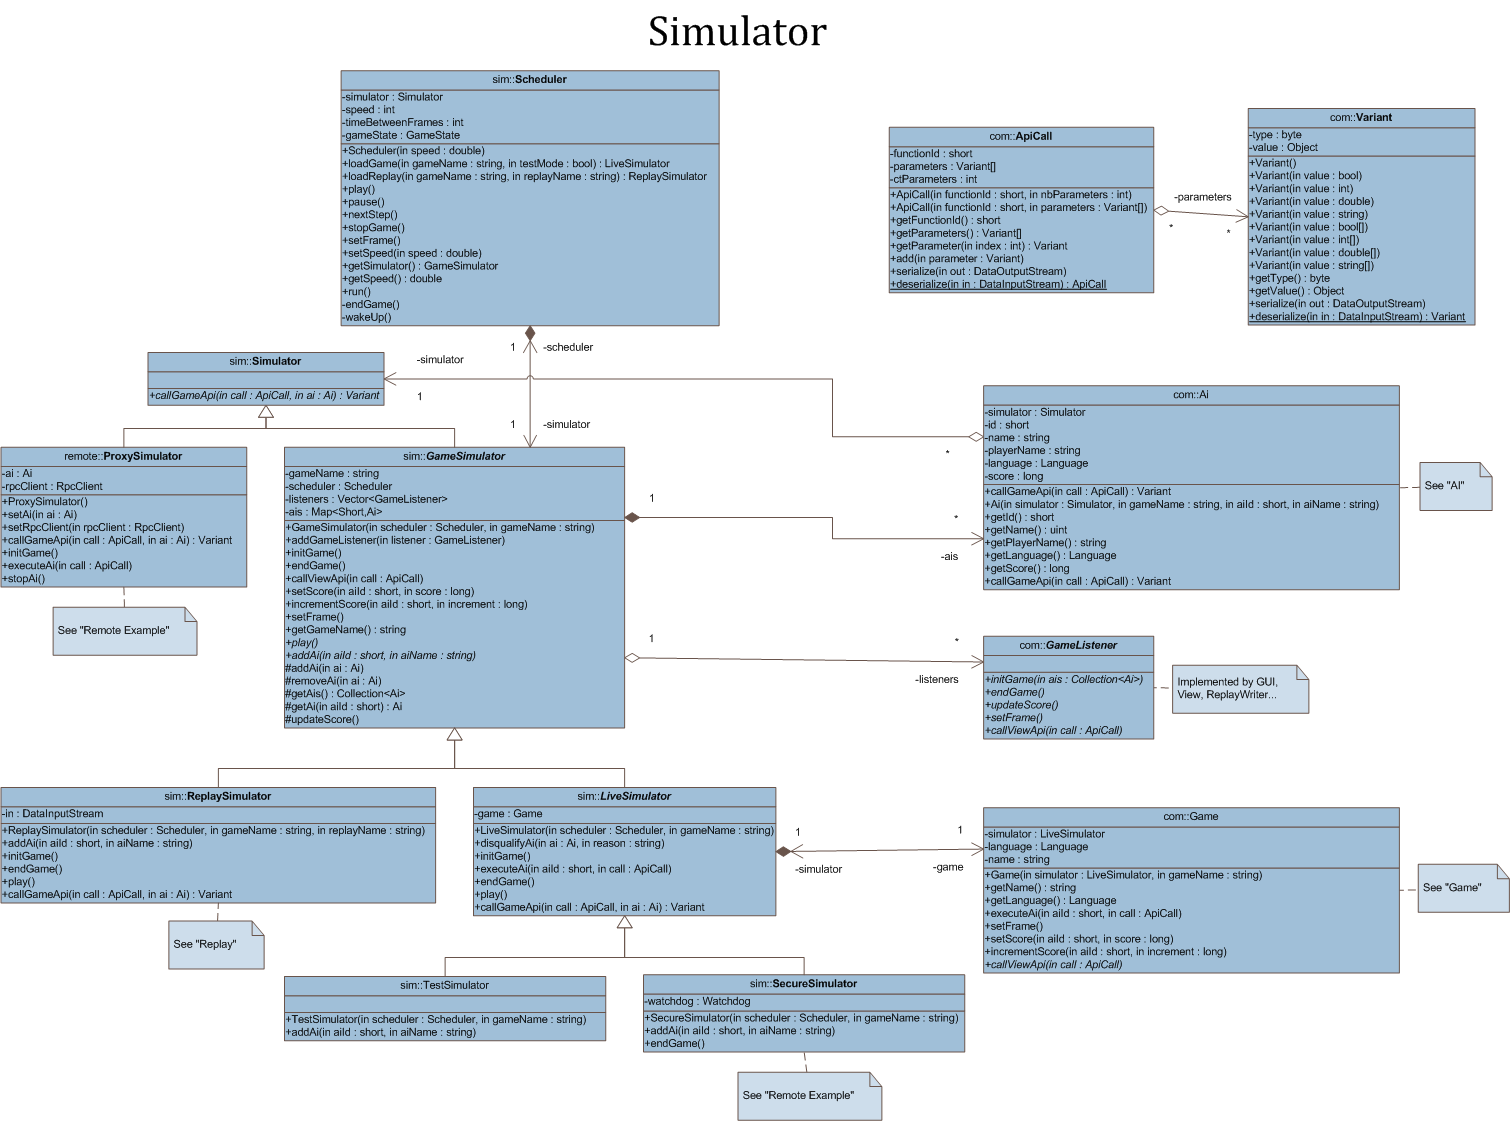 Simulator
sim::Scheduler
-simulator : Simulator
-speed : int
-timeBetweenFrames : int
-gameState : GameState
+Scheduler(in speed : double)
+loadGame(in gameName : string, in testMode : bool) : LiveSimulator
+loadReplay(in gameName : string, in replayName : string) : ReplaySimulator
+play()
+pause()
+nextStep()
+stopGame()
+setFrame()
+setSpeed(in speed : double)
+getSimulator() : GameSimulator
+getSpeed() : double
+run()
-endGame()
-wakeUp()
com::ApiCall
-functionId : short
-parameters : Variant[]
-ctParameters : int
+ApiCall(in functionId : short, in nbParameters : int)
+ApiCall(in functionId : short, in parameters : Variant[])
+getFunctionId() : short
+getParameters() : Variant[]
+getParameter(in index : int) : Variant
+add(in parameter : Variant)
+serialize(in out : DataOutputStream)
+deserialize(in in : DataInputStream) : ApiCall
-parameters
*
*
com::Variant
-type : byte
-value : Object
+Variant()
+Variant(in value : bool)
+Variant(in value : int)
+Variant(in value : double)
+Variant(in value : string)
+Variant(in value : bool[])
+Variant(in value : int[])
+Variant(in value : double[])
+Variant(in value : string[])
+getType() : byte
+getValue() : Object
+serialize(in out : DataOutputStream)
+deserialize(in in : DataInputStream) : Variant
1
-scheduler
1
-simulator
sim::Simulator
+callGameApi(in call : ApiCall, in ai : Ai) : Variant
-simulator
1
*
com::Ai
-simulator : Simulator
-id : short
-name : string
-playerName : string
-language : Language
-score : long
+callGameApi(in call : ApiCall) : Variant
+Ai(in simulator : Simulator, in gameName : string, in aiId : short, in aiName : string)
+getId() : short
+getName() : uint
+getPlayerName() : string
+getLanguage() : Language
+getScore() : long
+callGameApi(in call : ApiCall) : Variant
See "AI"
remote::ProxySimulator
-ai : Ai
-rpcClient : RpcClient
+ProxySimulator()
+setAi(in ai : Ai)
+setRpcClient(in rpcClient : RpcClient)
+callGameApi(in call : ApiCall, in ai : Ai) : Variant
+initGame()
+executeAi(in call : ApiCall)
+stopAi()
See "Remote Example"
sim::GameSimulator
-gameName : string
-scheduler : Scheduler
-listeners : Vector<GameListener>
-ais : Map<Short,Ai>
+GameSimulator(in scheduler : Scheduler, in gameName : string)
+addGameListener(in listener : GameListener)
+initGame()
+endGame()
+callViewApi(in call : ApiCall)
+setScore(in aiId : short, in score : long)
+incrementScore(in aiId : short, in increment : long)
+setFrame()
+getGameName() : string
+play()
+addAi(in aiId : short, in aiName : string)
#addAi(in ai : Ai)
#removeAi(in ai : Ai)
#getAis() : Collection<Ai>
#getAi(in aiId : short) : Ai
#updateScore()
1
*
-ais
1
*
-listeners
com::GameListener
+initGame(in ais : Collection<Ai>)
+endGame()
+updateScore()
+setFrame()
+callViewApi(in call : ApiCall)
Implemented by GUI,
View, ReplayWriter...
sim::ReplaySimulator
-in : DataInputStream
+ReplaySimulator(in scheduler : Scheduler, in gameName : string, in replayName : string)
+addAi(in aiId : short, in aiName : string)
+initGame()
+endGame()
+play()
+callGameApi(in call : ApiCall, in ai : Ai) : Variant
See "Replay"
sim::LiveSimulator
-game : Game
+LiveSimulator(in scheduler : Scheduler, in gameName : string)
+disqualifyAi(in ai : Ai, in reason : string)
+initGame()
+executeAi(in aiId : short, in call : ApiCall)
+endGame()
+play()
+callGameApi(in call : ApiCall, in ai : Ai) : Variant
1
-simulator
1
-game
com::Game
-simulator : LiveSimulator
-language : Language
-name : string
+Game(in simulator : LiveSimulator, in gameName : string)
+getName() : string
+getLanguage() : Language
+executeAi(in aiId : short, in call : ApiCall)
+setFrame()
+setScore(in aiId : short, in score : long)
+incrementScore(in aiId : short, in increment : long)
+callViewApi(in call : ApiCall)
See "Game"
sim::TestSimulator
+TestSimulator(in scheduler : Scheduler, in gameName : string)
+addAi(in aiId : short, in aiName : string)
sim::SecureSimulator
-watchdog : Watchdog
+SecureSimulator(in scheduler : Scheduler, in gameName : string)
+addAi(in aiId : short, in aiName : string)
+endGame()
See "Remote Example"